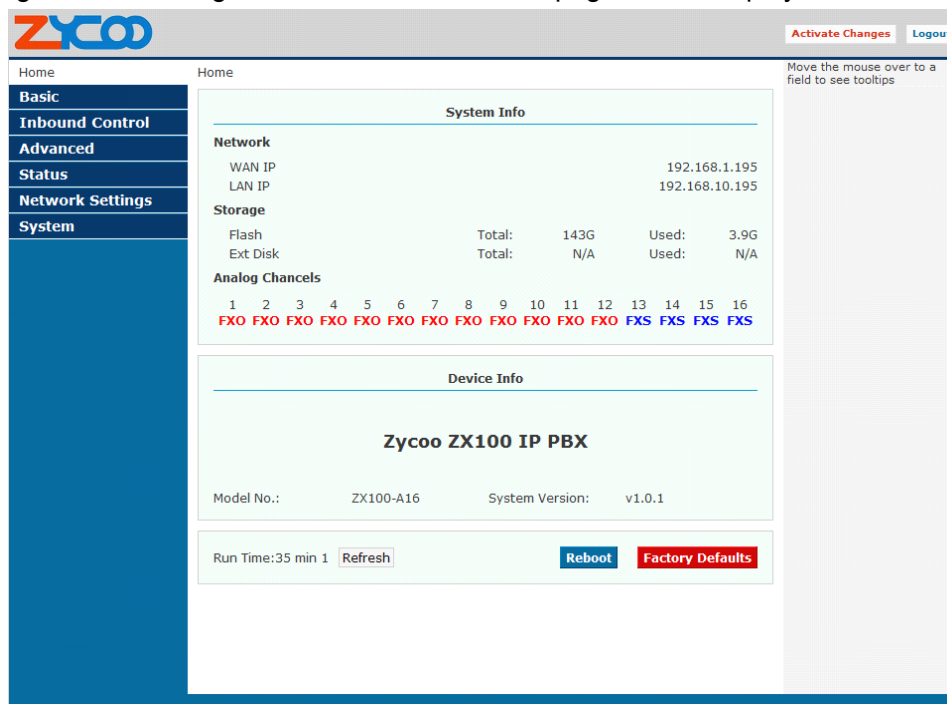 ZYCOO
Activate Changes Logou
Home
Basic
Inbound Control
Advanced
Status
Network Settings
System
Home
System Info
Network
WAN IP 192.168.1.195
LAN IP 192.168.10.195
Storage
Flash Total: 143G Used: 3.9G
Ext Disk Total: N/A Used: N/A
Analog Chancels
1 2 3 4 5 6 7 8 9 10 11 12 13 14 15 16
FXO FXO FXO FXO FXO FXO FXO FXO FXO FXO FXO FXO FXS FXS FXS FXS
Device Info
Zycoo ZX100 IP PBX
Model No.: ZX100-A16 System Version: v1.0.1
Run Time:35 min 1 Refresh Reboot Factory Defaults
Move the mouse over to a
field to see tooltips